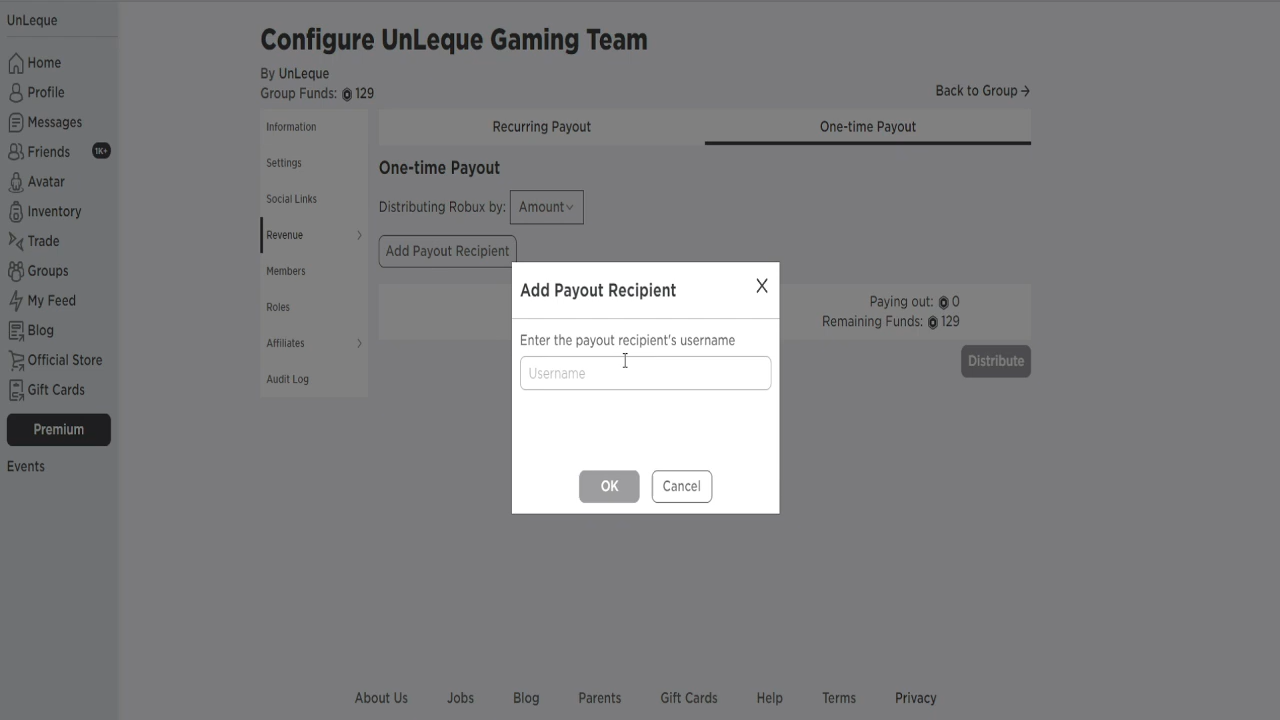 UnLeque
Home
Profile
Messages
Friends 1K+
Avatar
Inventory
Trade
Groups
My Feed
Blog
Official Store
Gift Cards
Premium
Events
Configure UnLeque Gaming Team
By UnLeque
Group Funds: 129
Back to Group →
Information
Settings
Social Links
Revenue
Members
Roles
Affiliates
Audit Log
Recurring Payout
One-time Payout
One-time Payout
Distributing Robux by: Amount
Add Payout Recipient
Paying out: 0
Remaining Funds: 129
Distribute
Add Payout Recipient X
Enter the payout recipient's username
Username
OK Cancel
About Us Jobs Blog Parents Gift Cards Help Terms Privacy